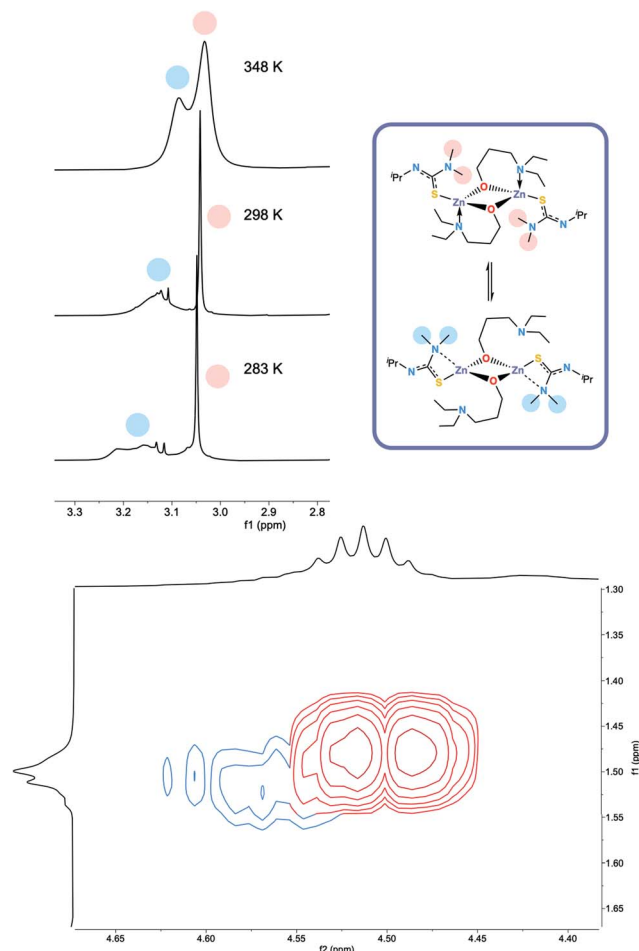 348 K
298 K
283 K
3.3 3.2 3.1 3.0 2.9 2.8
f1 (ppm)
N N
iPr N
S Zn O Zn S
O
N N N
iPr
N N
O S
iPr N Zn Zn N iPr
S O
N N
1.30
1.35
1.40
1.45
1.50
1.55
1.60
1.65
f1 (ppm)
4.65 4.60 4.55 4.50 4.45 4.40
f2 (ppm)